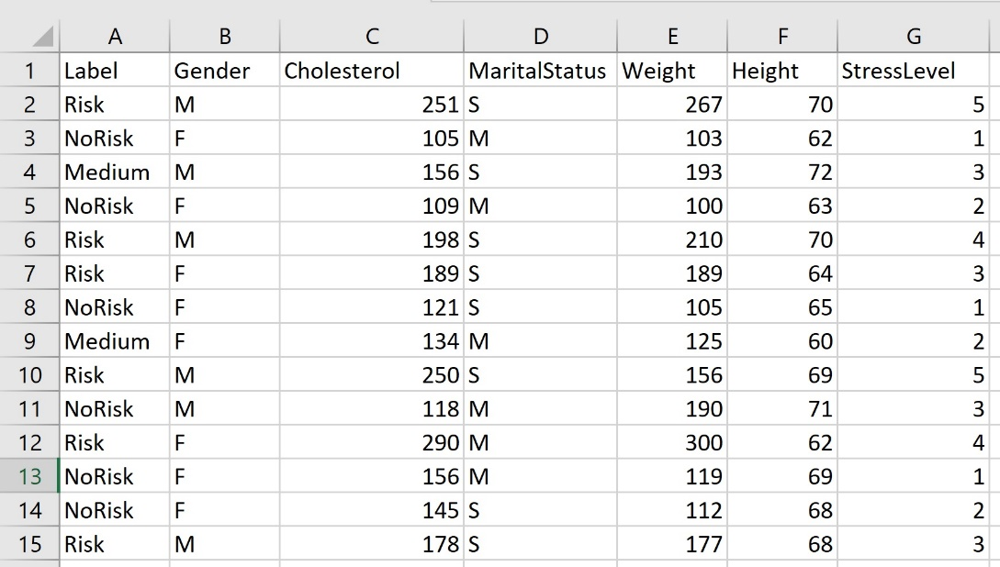 A B C D E F G
1 Label Gender Cholesterol MaritalStatus Weight Height StressLevel
2 Risk M 251 S 267 70 5
3 NoRisk F 105 M 103 62 1
4 Medium M 156 S 193 72 3
5 NoRisk F 109 M 100 63 2
6 Risk M 198 S 210 70 4
7 Risk F 189 S 189 64 3
8 NoRisk F 121 S 105 65 1
9 Medium F 134 M 125 60 2
10 Risk M 250 S 156 69 5
11 NoRisk M 118 M 190 71 3
12 Risk F 290 M 300 62 4
13 NoRisk F 156 M 119 69 1
14 NoRisk F 145 S 112 68 2
15 Risk M 178 S 177 68 3